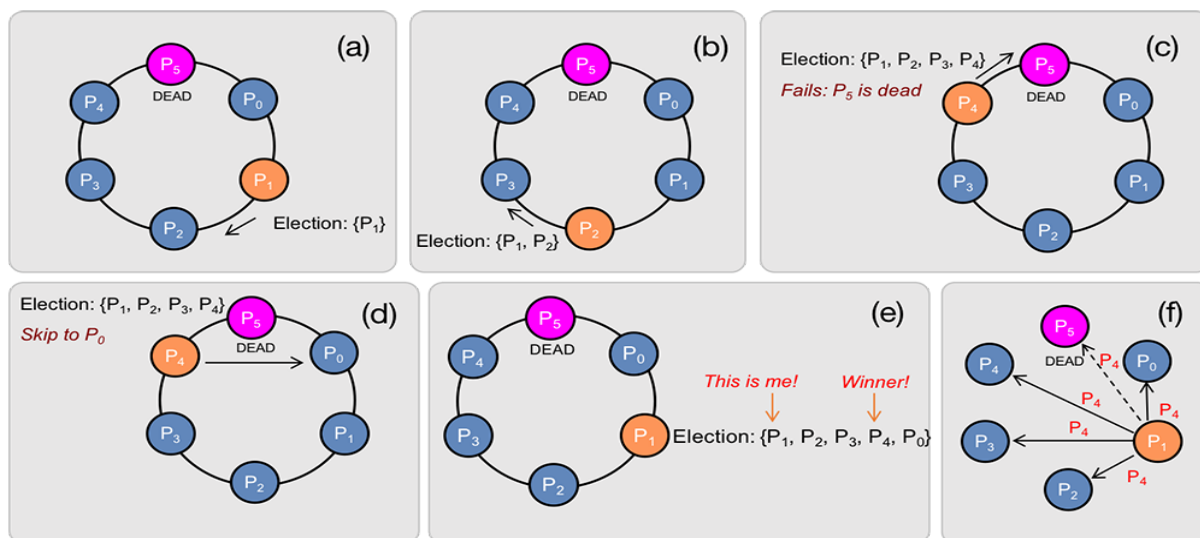 (a)
P₅
DEAD
P₄
P₀
P₃
P₁
P₂
Election: {P₁}
(b)
P₅
DEAD
P₄
P₀
P₃
P₁
P₂
Election: {P₁, P₂}
(c)
Election: {P₁, P₂, P₃, P₄}
Fails: P₅ is dead
P₅
DEAD
P₄
P₀
P₃
P₁
P₂
(d)
Election: {P₁, P₂, P₃, P₄}
Skip to P₀
P₅
DEAD
P₄
P₀
P₃
P₁
P₂
(e)
P₅
DEAD
P₄
P₀
P₃
P₁
P₂
This is me! Winner!
Election: {P₁, P₂, P₃, P₄, P₀}
(f)
P₅
DEAD
P₄
P₄
P₀
P₄
P₄
P₄
P₃
P₁
P₄
P₂